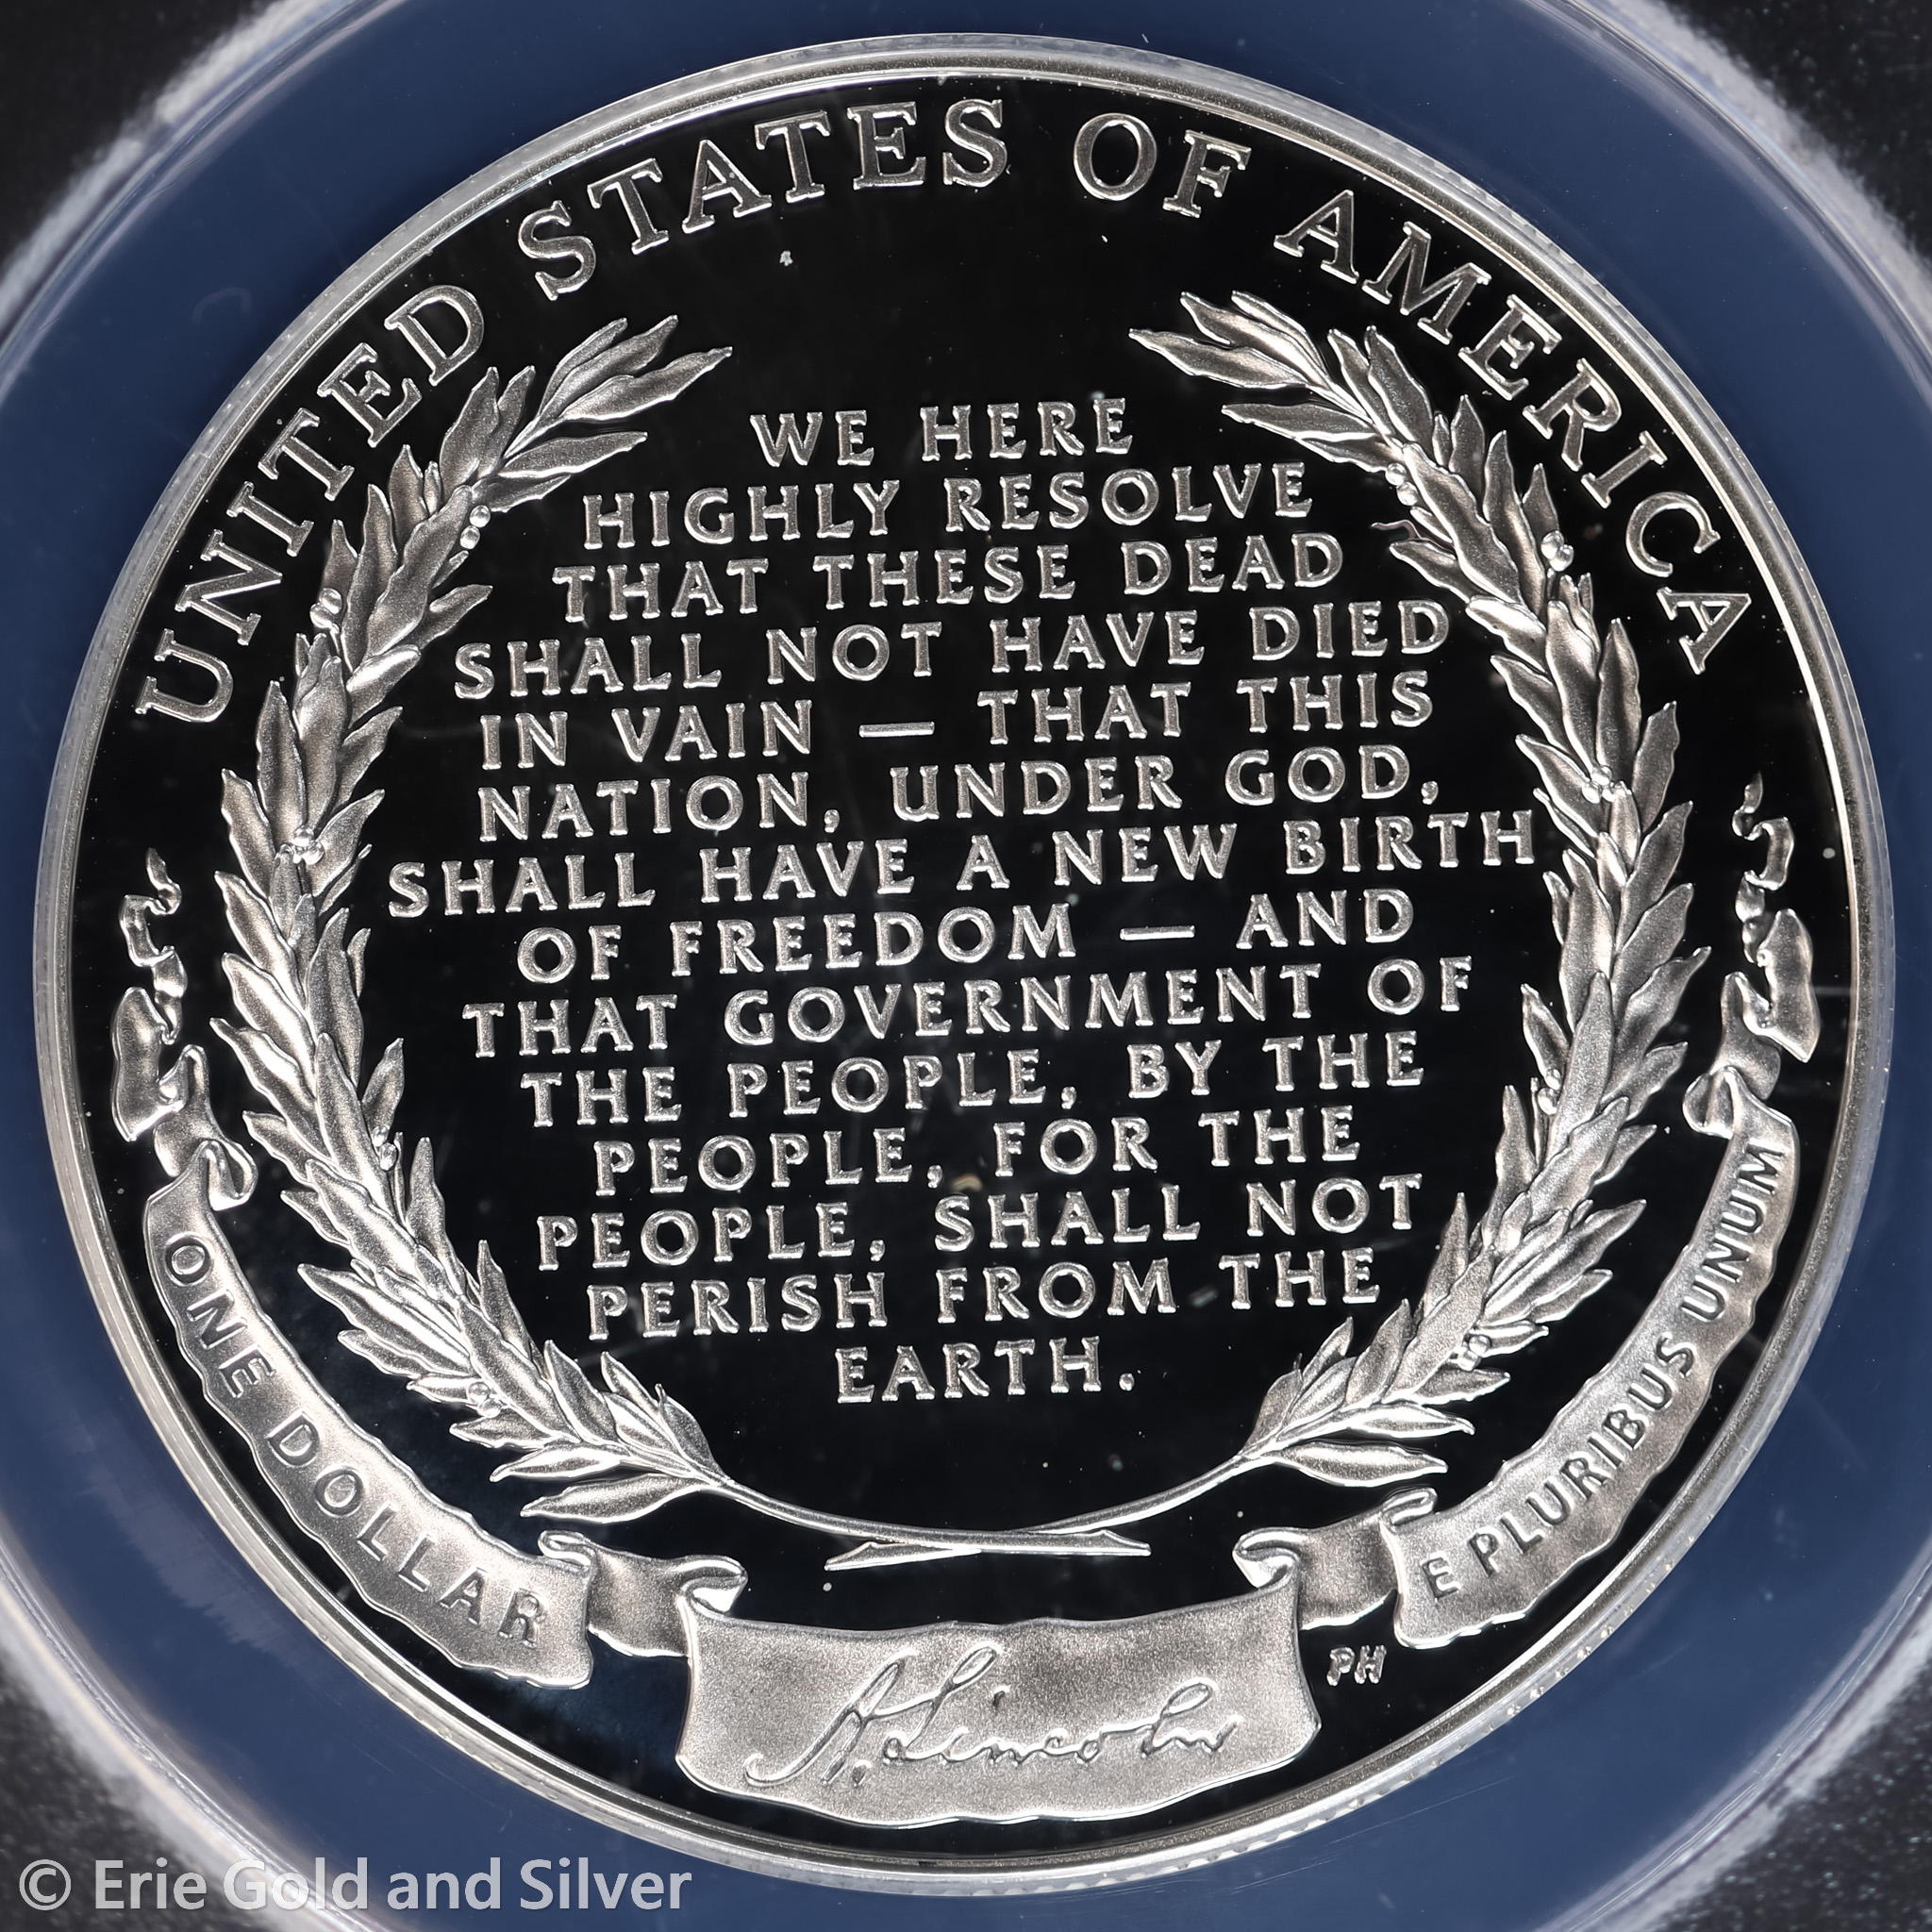 UNITED STATES OF AMERICA
WE HERE
HIGHLY RESOLVE
THAT THESE DEAD
SHALL NOT HAVE DIED
IN VAIN — THAT THIS
NATION, UNDER GOD,
SHALL HAVE A NEW BIRTH
OF FREEDOM — AND
THAT GOVERNMENT OF
THE PEOPLE, BY THE
PEOPLE, FOR THE
PEOPLE, SHALL NOT
PERISH FROM THE
EARTH.
ONE DOLLAR
E PLURIBUS UNUM
A. Lincoln
PH
© Erie Gold and Silver